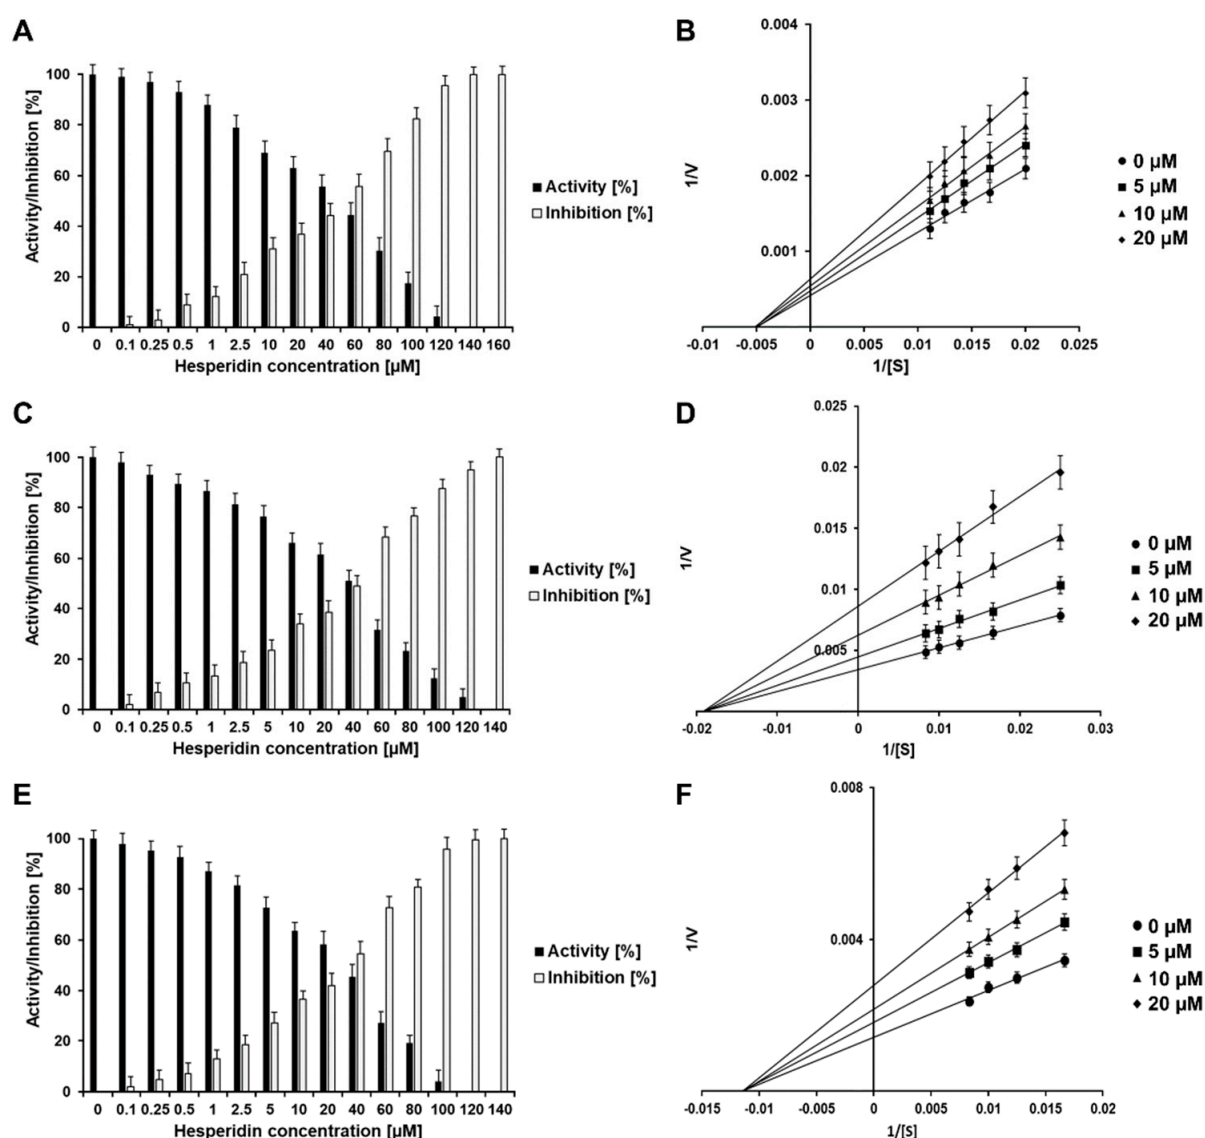 A
Activity/Inhibition [%]
100
80
60
40
20
0
0 0.1 0.25 0.5 1 2.5 10 20 40 60 80 100 120 140 160
Hesperidin concentration [µM]
Activity [%]
Inhibition [%]
B
1/V
0.004
0.003
0.002
0.001
-0.01 -0.005 0 0.005 0.01 0.015 0.02 0.025
1/[S]
0 µM
5 µM
10 µM
20 µM
C
Activity/Inhibition [%]
100
80
60
40
20
0
0 0.1 0.25 0.5 1 2.5 5 10 20 40 60 80 100 120 140
Hesperidin concentration [µM]
Activity [%]
Inhibition [%]
D
1/V
0.025
0.02
0.015
0.01
0.005
-0.02 -0.01 0 0.01 0.02 0.03
1/[S]
0 µM
5 µM
10 µM
20 µM
E
Activity/Inhibition [%]
100
80
60
40
20
0
0 0.1 0.25 0.5 1 2.5 5 10 20 40 60 80 100 120 140
Hesperidin concentration [µM]
Activity [%]
Inhibition [%]
F
1/V
0.008
0.004
-0.015 -0.01 -0.005 0 0.005 0.01 0.015 0.02
1/[S]
0 µM
5 µM
10 µM
20 µM